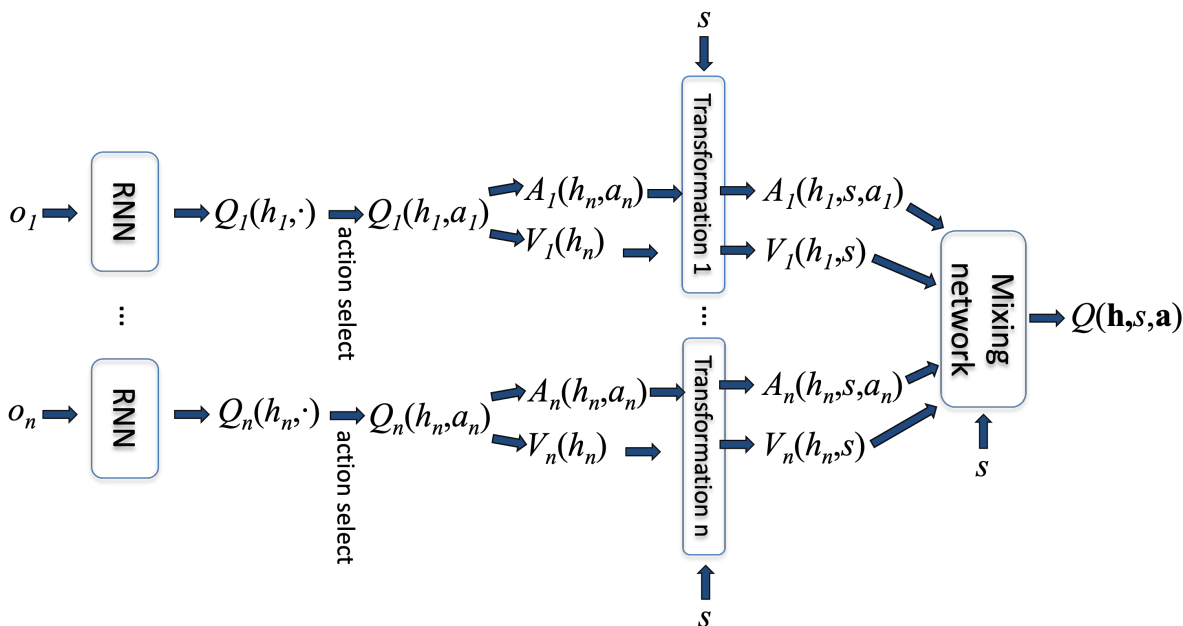 s
Transformation 1
o1
RNN
Q1(h1,·)
action select
Q1(h1,a1)
A1(hn,an)
V1(hn)
A1(h1,s,a1)
V1(h1,s)
Mixing
network
Q(h,s,a)
s
...
...
on
RNN
Qn(hn,·)
action select
Qn(hn,an)
An(hn,an)
Vn(hn)
Transformation n
An(hn,s,an)
Vn(hn,s)
s